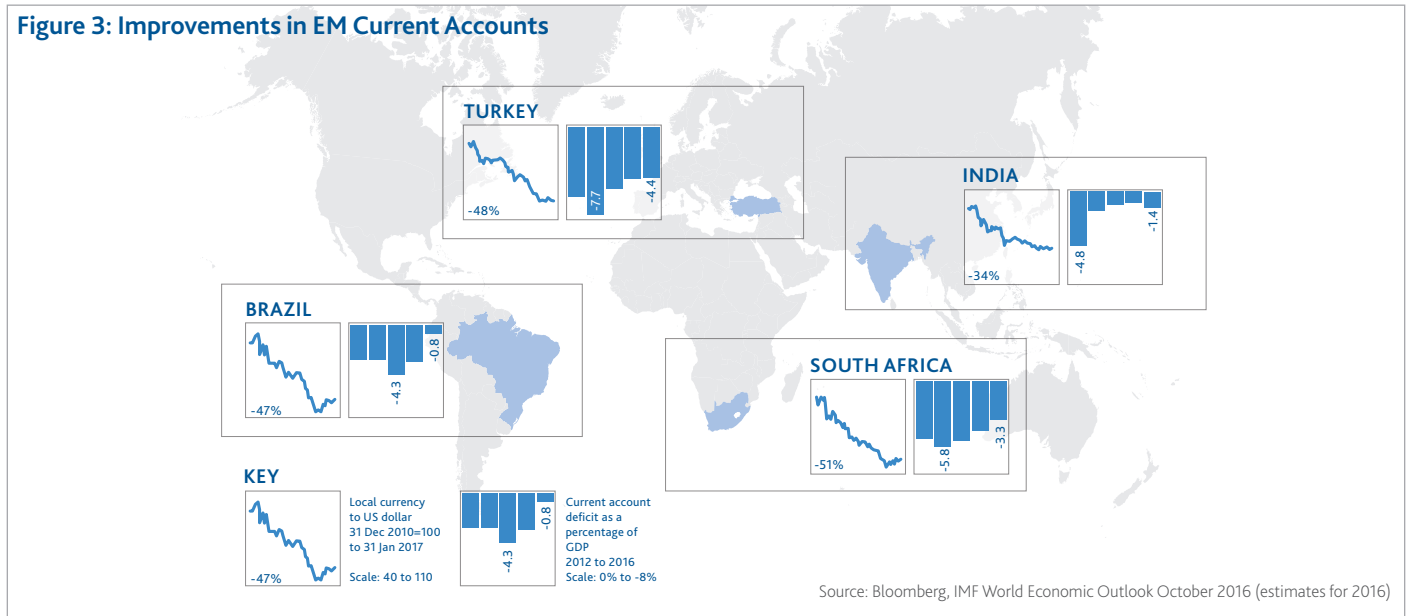 Figure 3: Improvements in EM Current Accounts
TURKEY
-48%
-7.7
-4.4
INDIA
-34%
-4.8
-1.4
BRAZIL
-47%
-4.3
-0.8
SOUTH AFRICA
-51%
-5.8
-3.3
KEY
-47%
Local currency
to US dollar
31 Dec 2010=100
to 31 Jan 2017
Scale: 40 to 110
-4.3
-0.8
Current account
deficit as a
percentage of
GDP
2012 to 2016
Scale: 0% to -8%
Source: Bloomberg, IMF World Economic Outlook October 2016 (estimates for 2016)